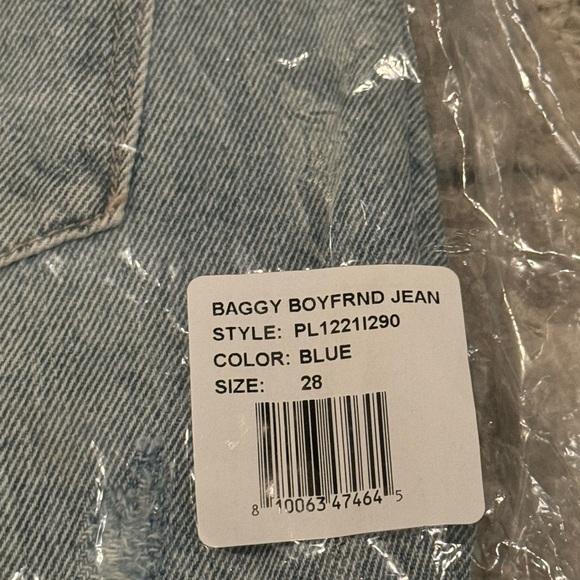 BAGGY BOYFRND JEAN
STYLE: PL1221I290
COLOR: BLUE
SIZE: 28
8 10063 47464 5